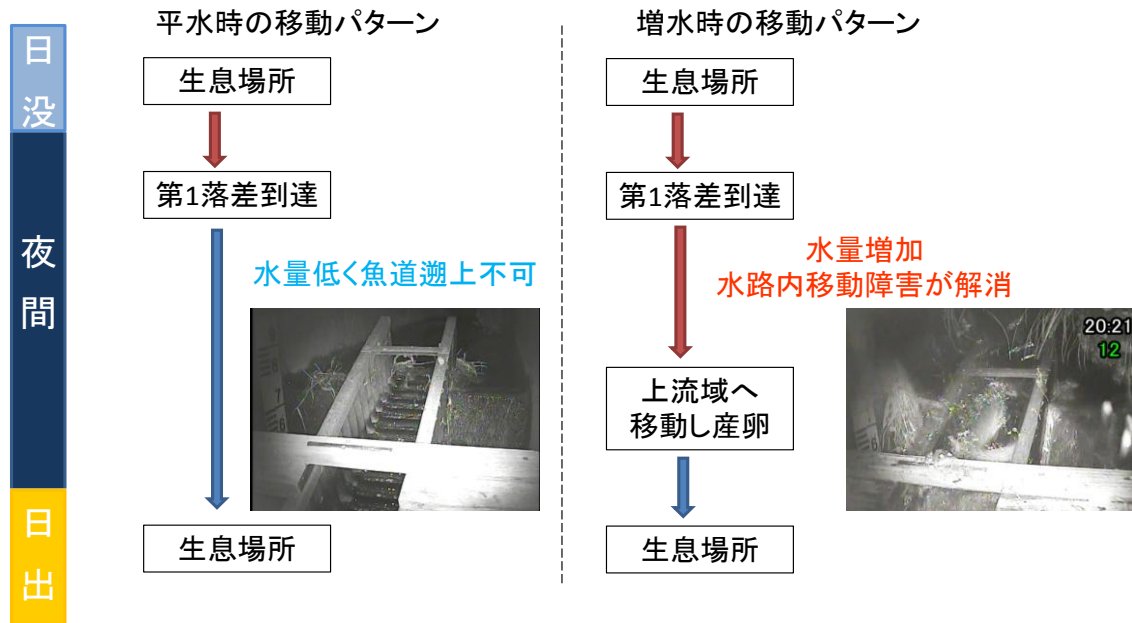 日没
夜間
日出
平水時の移動パターン
生息場所
第1落差到達
水量低く魚道遡上不可
生息場所
増水時の移動パターン
生息場所
第1落差到達
水量増加
水路内移動障害が解消
20:21
12
上流域へ
移動し産卵
生息場所